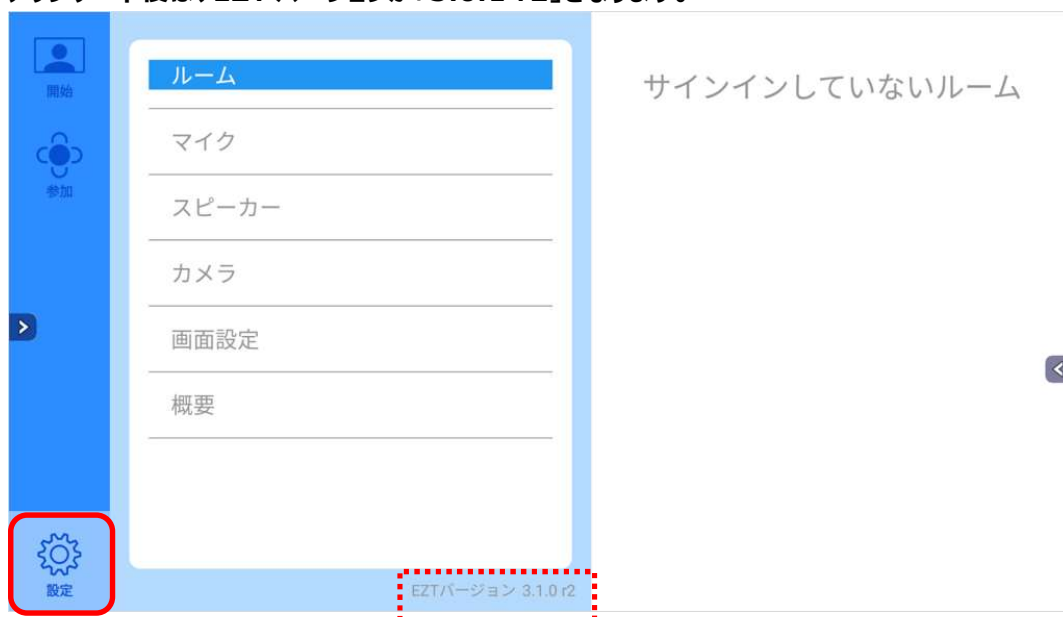 開始
参加
ルーム
マイク
スピーカー
カメラ
画面設定
概要
設定
EZTバージョン 3.1.0 r2
サインインしていないルーム